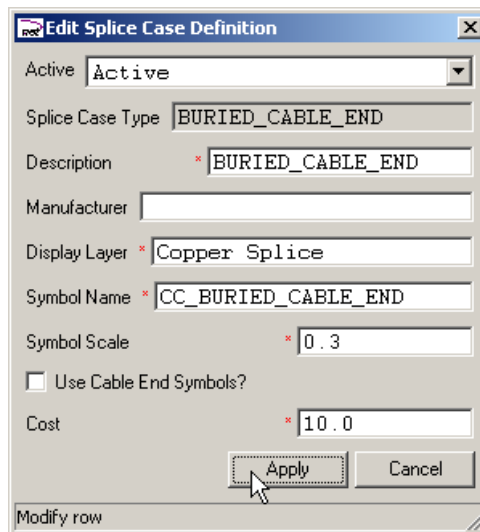 Edit Splice Case Definition
Active Active
Splice Case Type BURIED_CABLE_END
Description * BURIED_CABLE_END
Manufacturer
Display Layer * Copper Splice
Symbol Name * CC_BURIED_CABLE_END
Symbol Scale * 0.3
Use Cable End Symbols?
Cost * 10.0
Apply Cancel
Modify row